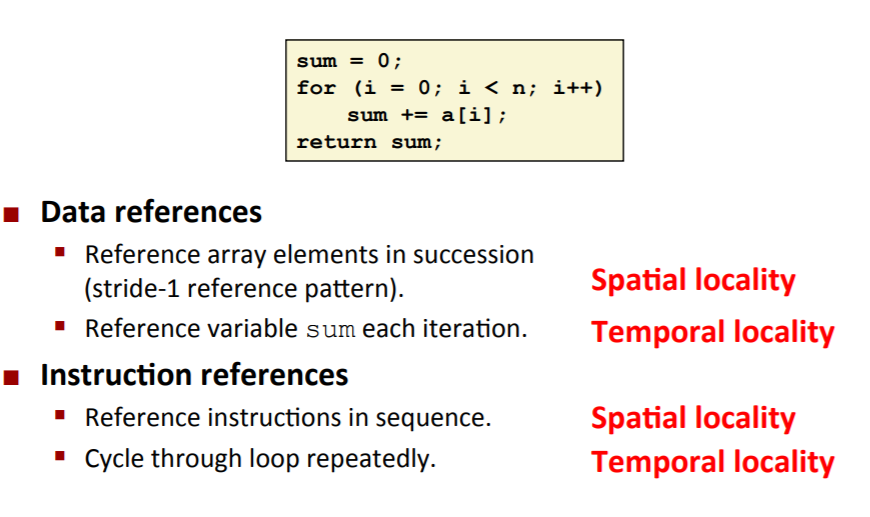 sum = 0;
for (i = 0; i < n; i++)
    sum += a[i];
return sum;
Data references
Reference array elements in succession
(stride-1 reference pattern).
Spatial locality
Reference variable sum each iteration.
Temporal locality
Instruction references
Reference instructions in sequence.
Spatial locality
Cycle through loop repeatedly.
Temporal locality